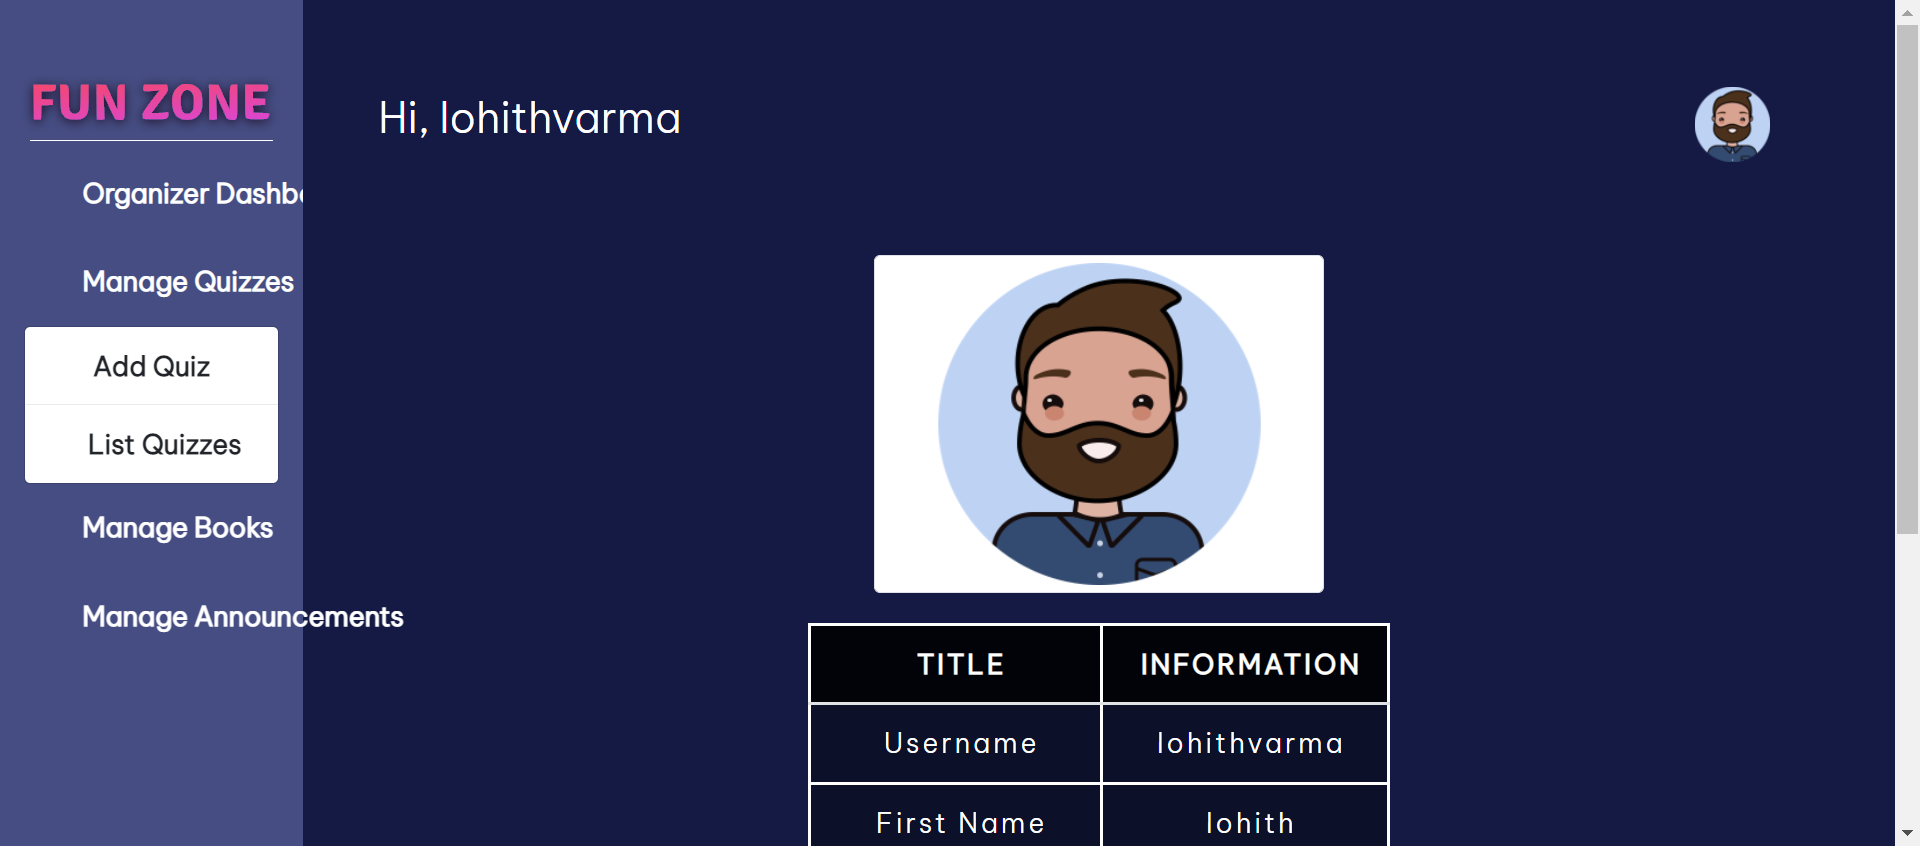 FUN ZONE
Organizer Dashb
Manage Quizzes
Add Quiz
List Quizzes
Manage Books
Manage Announcements
Hi, lohithvarma
TITLE INFORMATION
Username lohithvarma
First Name lohith